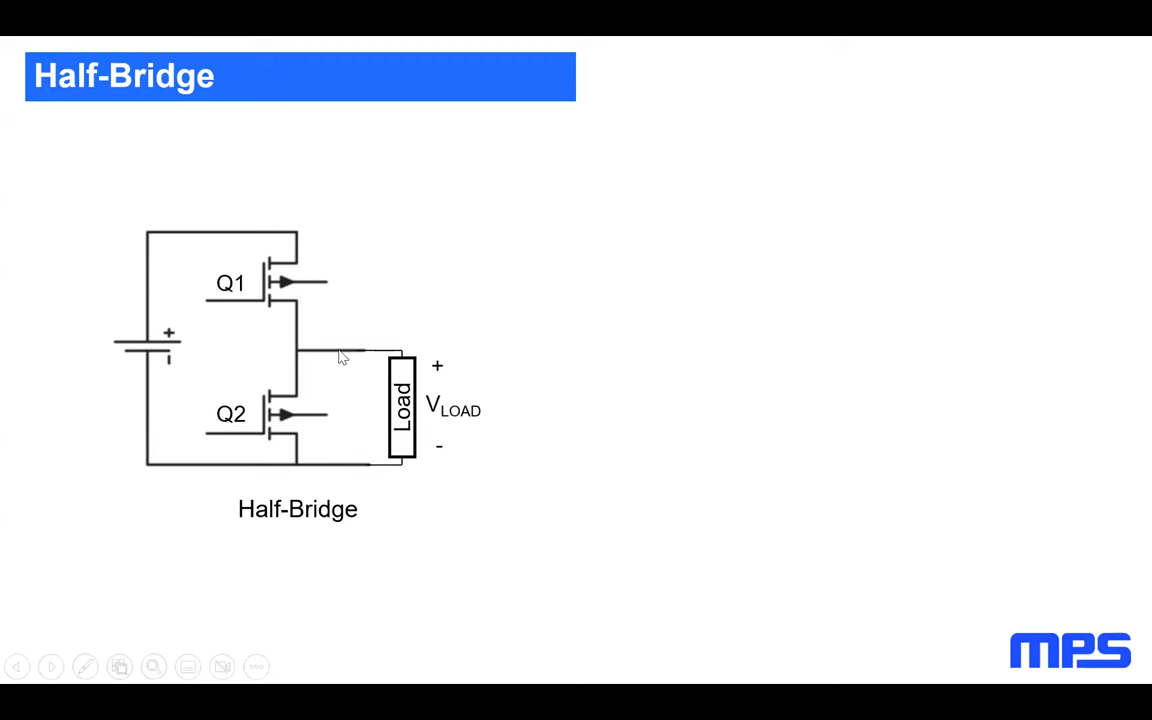 Half-Bridge
Q1
+
-
+
Load
VLOAD
-
Q2
Half-Bridge
mps